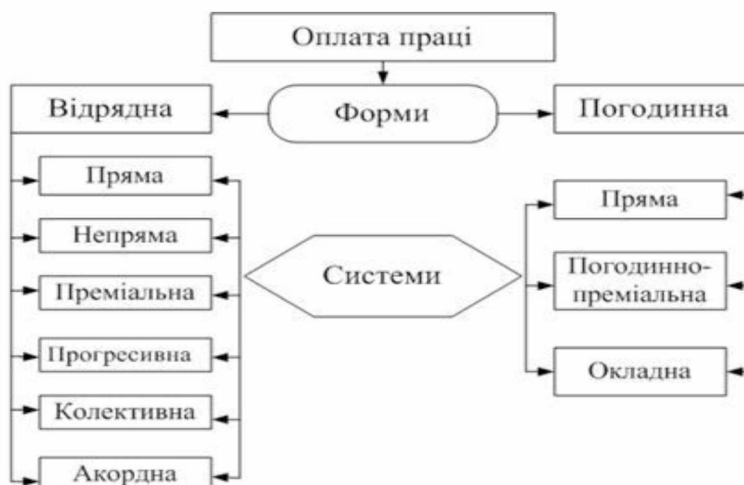 Оплата праці
Відрядна
Форми
Погодинна
Пряма
Непряма
Преміальна
Прогресивна
Колективна
Акордна
Системи
Пряма
Погодинно-
преміальна
Окладна